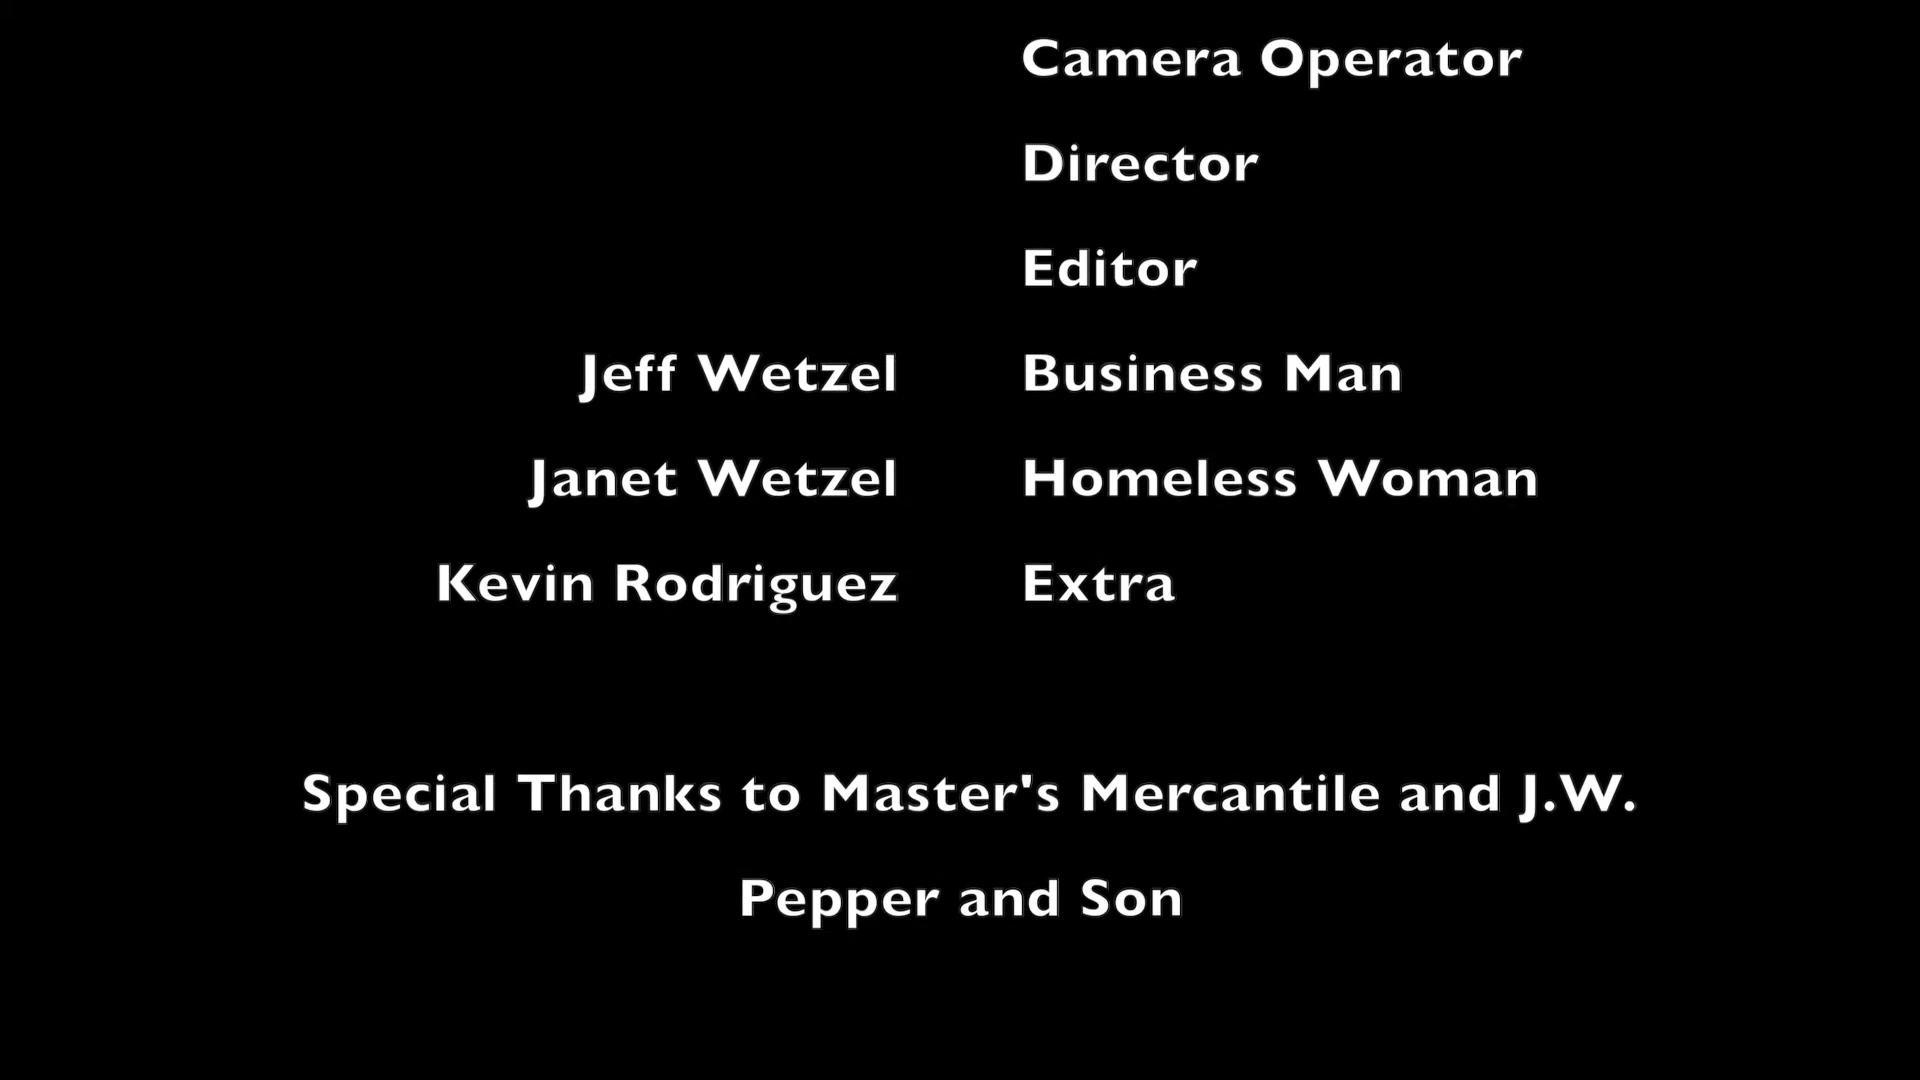 Camera Operator
Director
Editor
Jeff Wetzel Business Man
Janet Wetzel Homeless Woman
Kevin Rodriguez Extra
Special Thanks to Master's Mercantile and J.W.
Pepper and Son